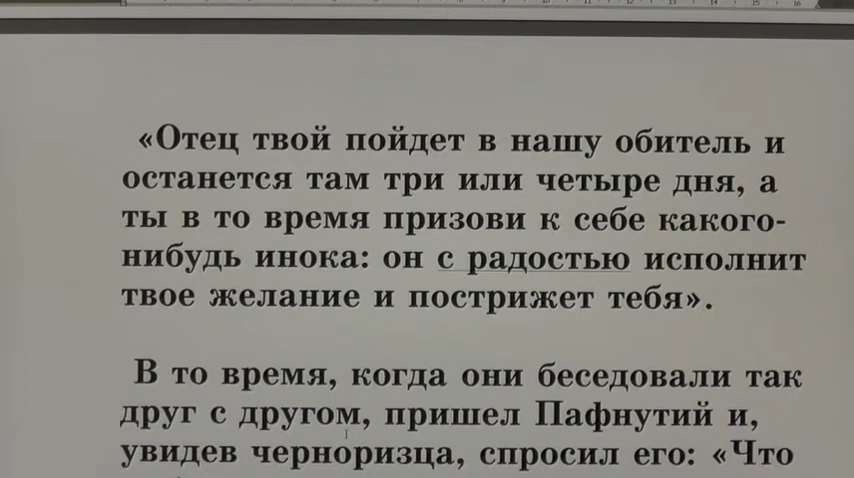 «Отец твой пойдет в нашу обитель и
останется там три или четыре дня, а
ты в то время призови к себе какого-
нибудь инока: он с радостью исполнит
твое желание и пострижет тебя».
В то время, когда они беседовали так
друг с другом, пришел Пафнутий и,
увидев черноризца, спросил его: «Что